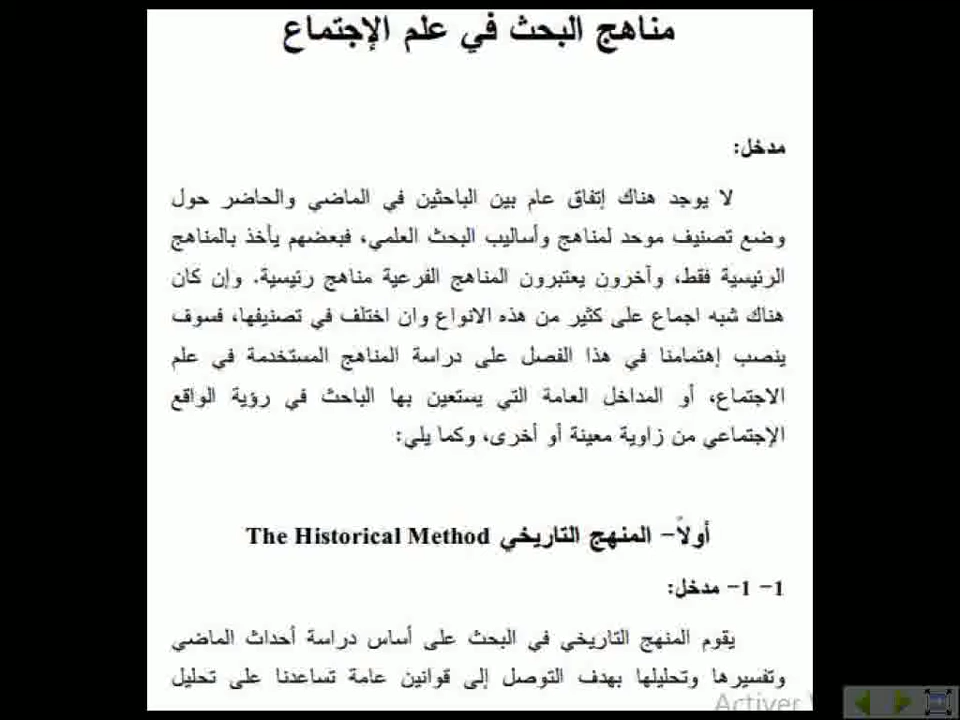 مناهج البحث في علم الإجتماع
مدخل:
لا يوجد هناك إتفاق عام بين الباحثين في الماضي والحاضر حول
وضع تصنيف موحد لمناهج وأساليب البحث العلمي، فبعضهم يأخذ بالمناهج
الرئيسية فقط، وآخرون يعتبرون المناهج الفرعية مناهج رئيسية. وإن كان
هناك شبه اجماع على كثير من هذه الانواع وان اختلف في تصنيفها، فسوف
ينصب إهتمامنا في هذا الفصل على دراسة المناهج المستخدمة في علم
الاجتماع، أو المداخل العامة التي يستعين بها الباحث في رؤية الواقع
الإجتماعي من زاوية معينة أو أخرى، وكما يلي:
أولاً- المنهج التاريخي The Historical Method
1- 1- مدخل:
يقوم المنهج التاريخي في البحث على أساس دراسة أحداث الماضي
وتفسيرها وتحليلها بهدف التوصل إلى قوانين عامة تساعدنا على تحليل
Activer